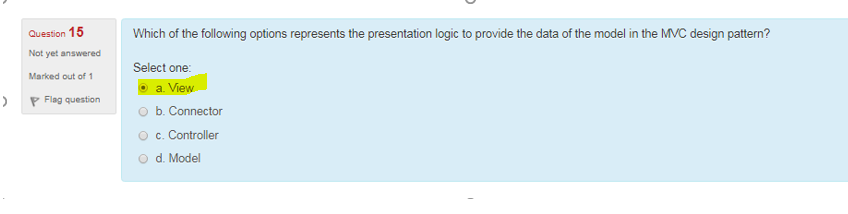 Question 15
Not yet answered
Marked out of 1
Flag question
Which of the following options represents the presentation logic to provide the data of the model in the MVC design pattern?
Select one:
a. View
b. Connector
c. Controller
d. Model